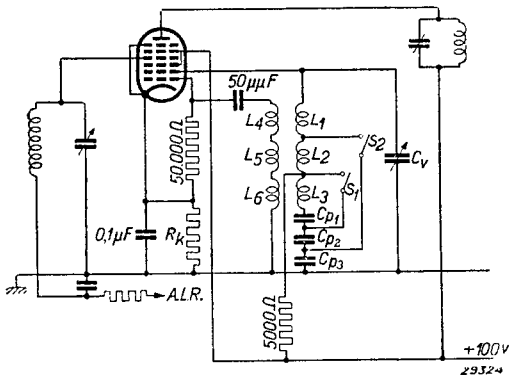 50μμF
L4
L1
S2
50.000Ω
L5
L2
Cv
L6
L3
S1
0,1μF
Rk
Cp1
Cp2
Cp3
A.I.R.
5000Ω
+100V
29324